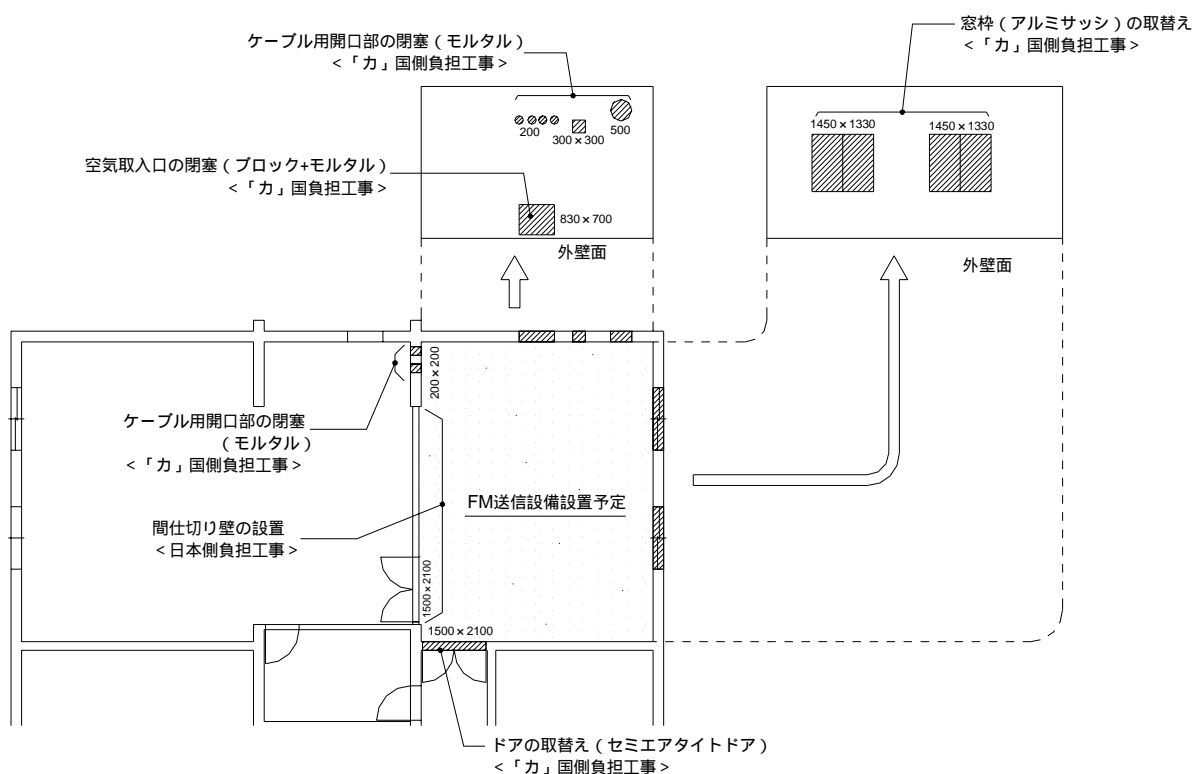 窓枠（アルミサッシ）の取替え
＜「カ」国側負担工事＞
ケーブル用開口部の閉塞（モルタル）
＜「カ」国側負担工事＞
200
300×300
500
1450×1330
1450×1330
空気取入口の閉塞（ブロック+モルタル）
＜「カ」国負担工事＞
830×700
外壁面
外壁面
200×200
ケーブル用開口部の閉塞
（モルタル）
＜「カ」国側負担工事＞
FM送信設備設置予定
間仕切り壁の設置
＜日本側負担工事＞
1500×2100
1500×2100
ドアの取替え（セミエアタイトドア）
＜「カ」国側負担工事＞